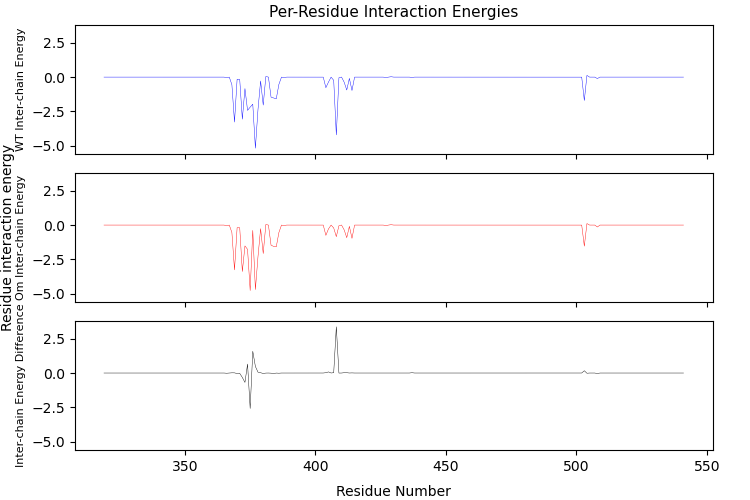 Per-Residue Interaction Energies
WT Inter-chain Energy
2.5
0.0
−2.5
−5.0
Residue interaction energy
Om Inter-chain Energy
2.5
0.0
−2.5
−5.0
Inter-chain Energy Difference
2.5
0.0
−2.5
−5.0
350
400
450
500
550
Residue Number